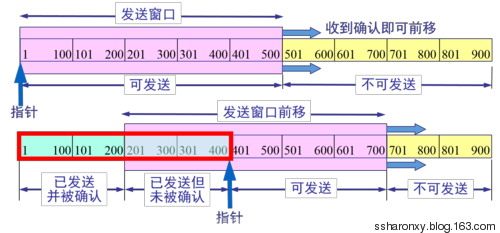 发送窗口
收到确认即可前移
1 100 101 200 201 300 301 400 401 500 501 600 601 700 701 800 801 900
可发送 不可发送
指针
发送窗口前移
1 100 101 200 201 300 301 400 401 500 501 600 601 700 701 800 801 900
已发送并被确认 已发送但未被确认 可发送 不可发送
指针
ssharonxy.blog.163.com